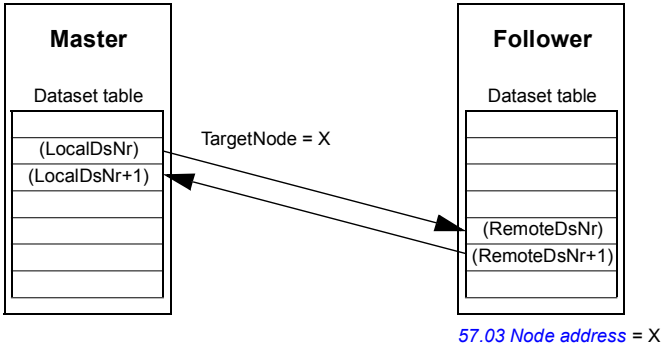 Master
Follower
Dataset table
Dataset table
TargetNode = X
(LocalDsNr)
(LocalDsNr+1)
(RemoteDsNr)
(RemoteDsNr+1)
57.03 Node address = X